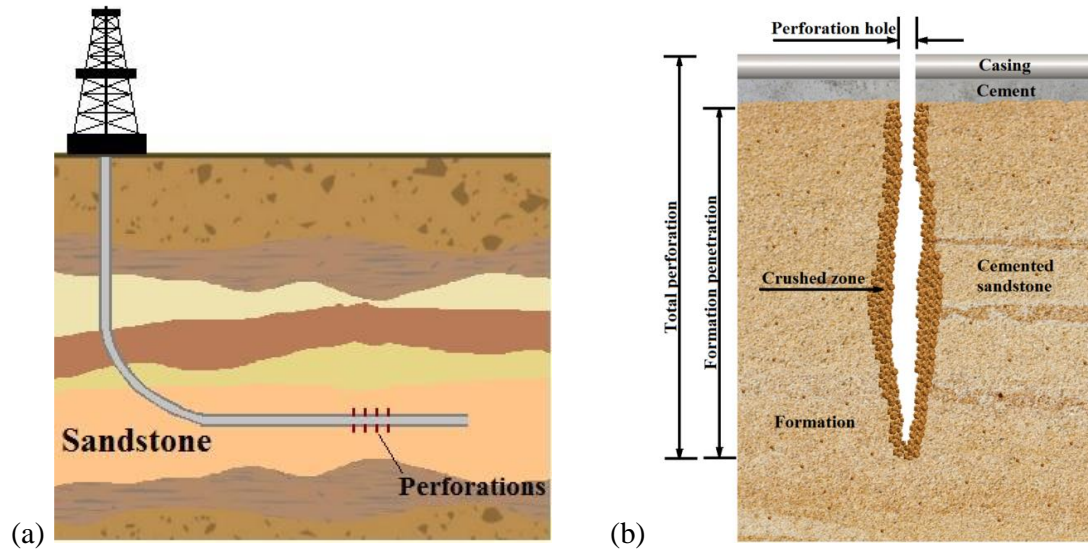 Sandstone
Perforations
(a)
Perforation hole
Casing
Cement
Total perforation
Formation penetration
Crushed zone
Cemented
sandstone
Formation
(b)